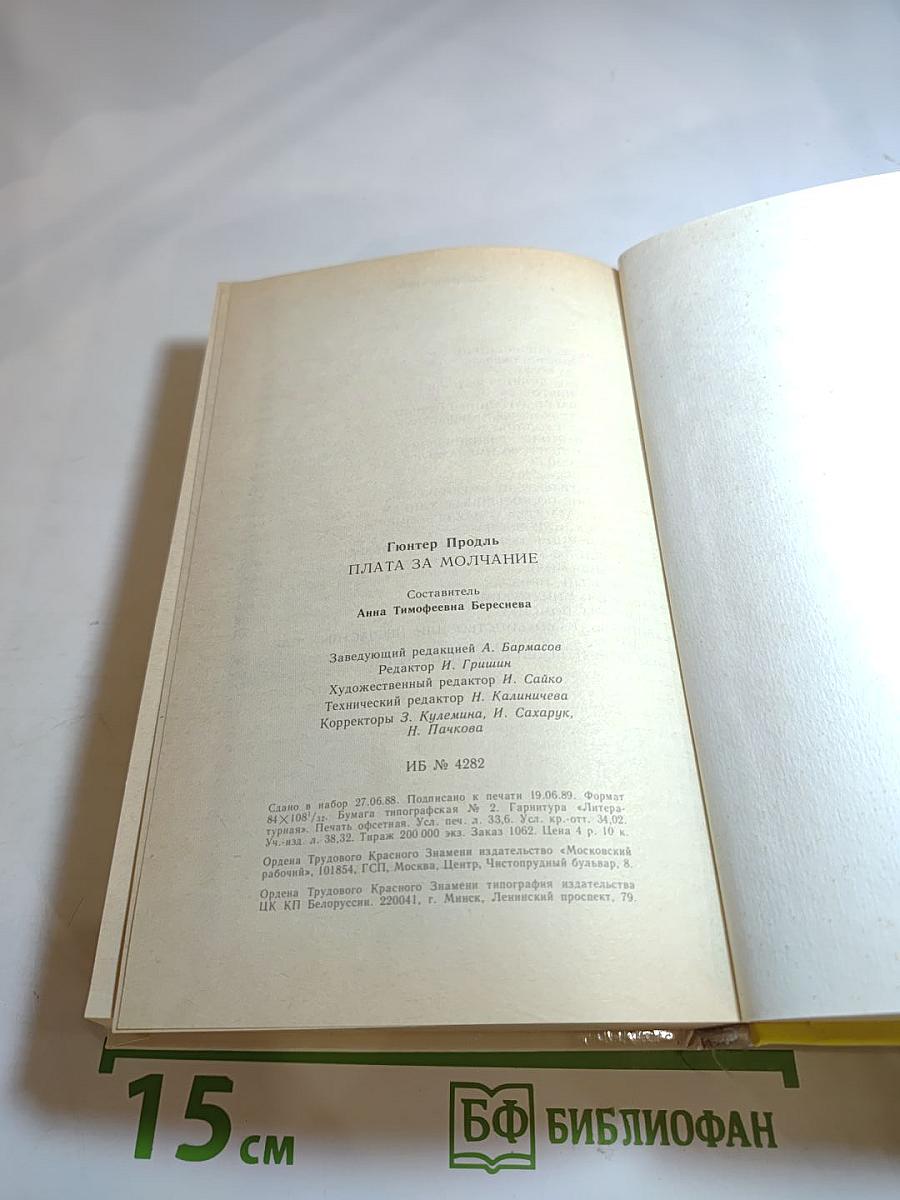 Гюнтер Продль
ПЛАТА ЗА МОЛЧАНИЕ
Составитель
Анна Тимофеевна Береснева
Заведующий редакцией А. Бармасов
Редактор И. Гришин
Художественный редактор И. Сайко
Технический редактор Н. Калиничева
Корректоры З. Кулемина, И. Сахарук,
Н. Пачкова
ИБ № 4282
Сдано в набор 27.06.88. Подписано к печати 19.06.89. Формат
84×108¹/₃₂. Бумага типографская № 2. Гарнитура «Литера-
турная». Печать офсетная. Усл. печ. л. 33,6. Усл. кр.-отт. 34,02.
Уч.-изд. л. 38,32. Тираж 200 000 экз. Заказ 1062. Цена 4 р. 10 к.
Ордена Трудового Красного Знамени издательство «Московский
рабочий», 101854, ГСП, Москва, Центр, Чистопрудный бульвар, 8.
Ордена Трудового Красного Знамени типография издательства
ЦК КП Белоруссии. 220041, г. Минск, Ленинский проспект, 79.
15 см
БФ БИБЛИОФАН